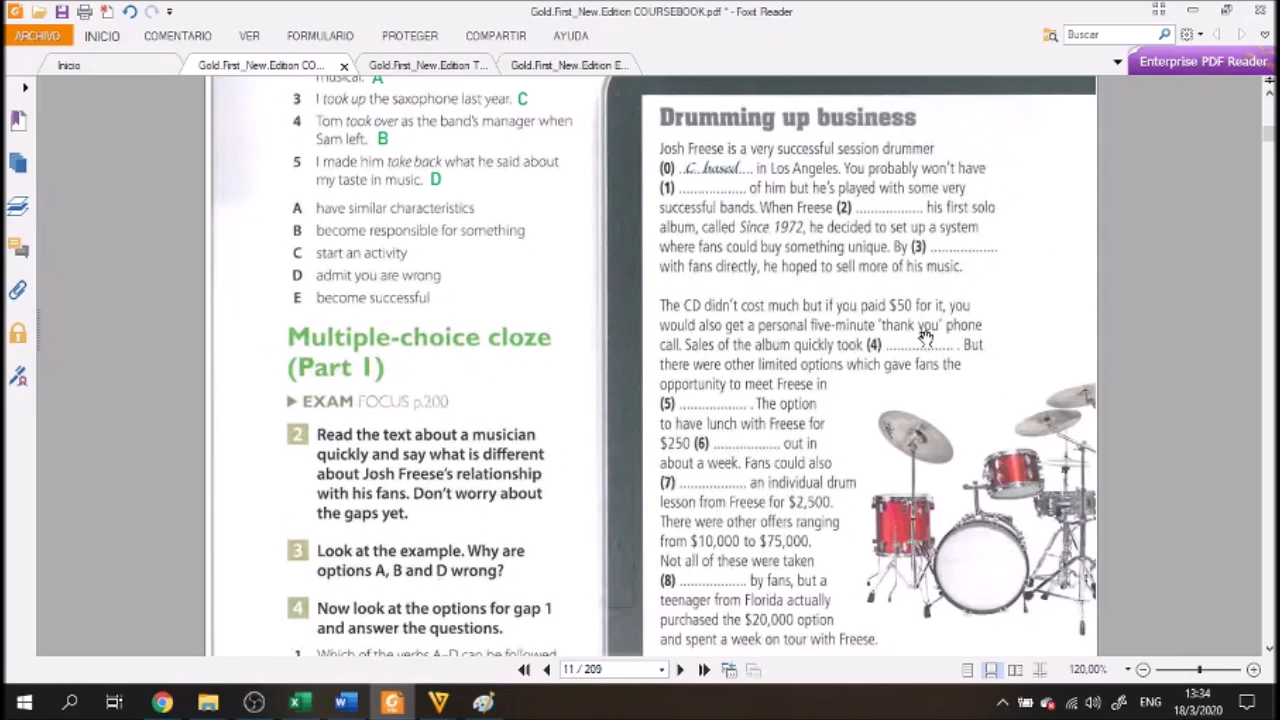 Gold.First_New.Edition COURSEBOOK.pdf * - Foxit Reader
ARCHIVO INICIO COMENTARIO VER FORMULARIO PROTEGER COMPARTIR AYUDA
Buscar
Inicio
Gold.First_New.Edition CO... x
Gold.First_New.Edition T...
Gold.First_New.Edition E...
Enterprise PDF Reader
musical. A
3 I took up the saxophone last year. C
4 Tom took over as the band's manager when
Sam left. B
5 I made him take back what he said about
my taste in music. D
A have similar characteristics
B become responsible for something
C start an activity
D admit you are wrong
E become successful
Multiple-choice cloze
(Part 1)
► EXAM FOCUS p.200
2 Read the text about a musician
quickly and say what is different
about Josh Freese's relationship
with his fans. Don't worry about
the gaps yet.
3 Look at the example. Why are
options A, B and D wrong?
4 Now look at the options for gap 1
and answer the questions.
1 Which of the verbs A–D can be followed
Drumming up business
Josh Freese is a very successful session drummer
(0) ..C based.... in Los Angeles. You probably won't have
(1) .................. of him but he's played with some very
successful bands. When Freese (2) .................. his first solo
album, called Since 1972, he decided to set up a system
where fans could buy something unique. By (3) ..................
with fans directly, he hoped to sell more of his music.
The CD didn't cost much but if you paid $50 for it, you
would also get a personal five-minute 'thank you' phone
call. Sales of the album quickly took (4) .................. . But
there were other limited options which gave fans the
opportunity to meet Freese in
(5) .................. . The option
to have lunch with Freese for
$250 (6) .................. out in
about a week. Fans could also
(7) .................. an individual drum
lesson from Freese for $2,500.
There were other offers ranging
from $10,000 to $75,000.
Not all of these were taken
(8) .................. by fans, but a
teenager from Florida actually
purchased the $20,000 option
and spent a week on tour with Freese.
11 / 209
120,00%
ENG
13:34
18/3/2020